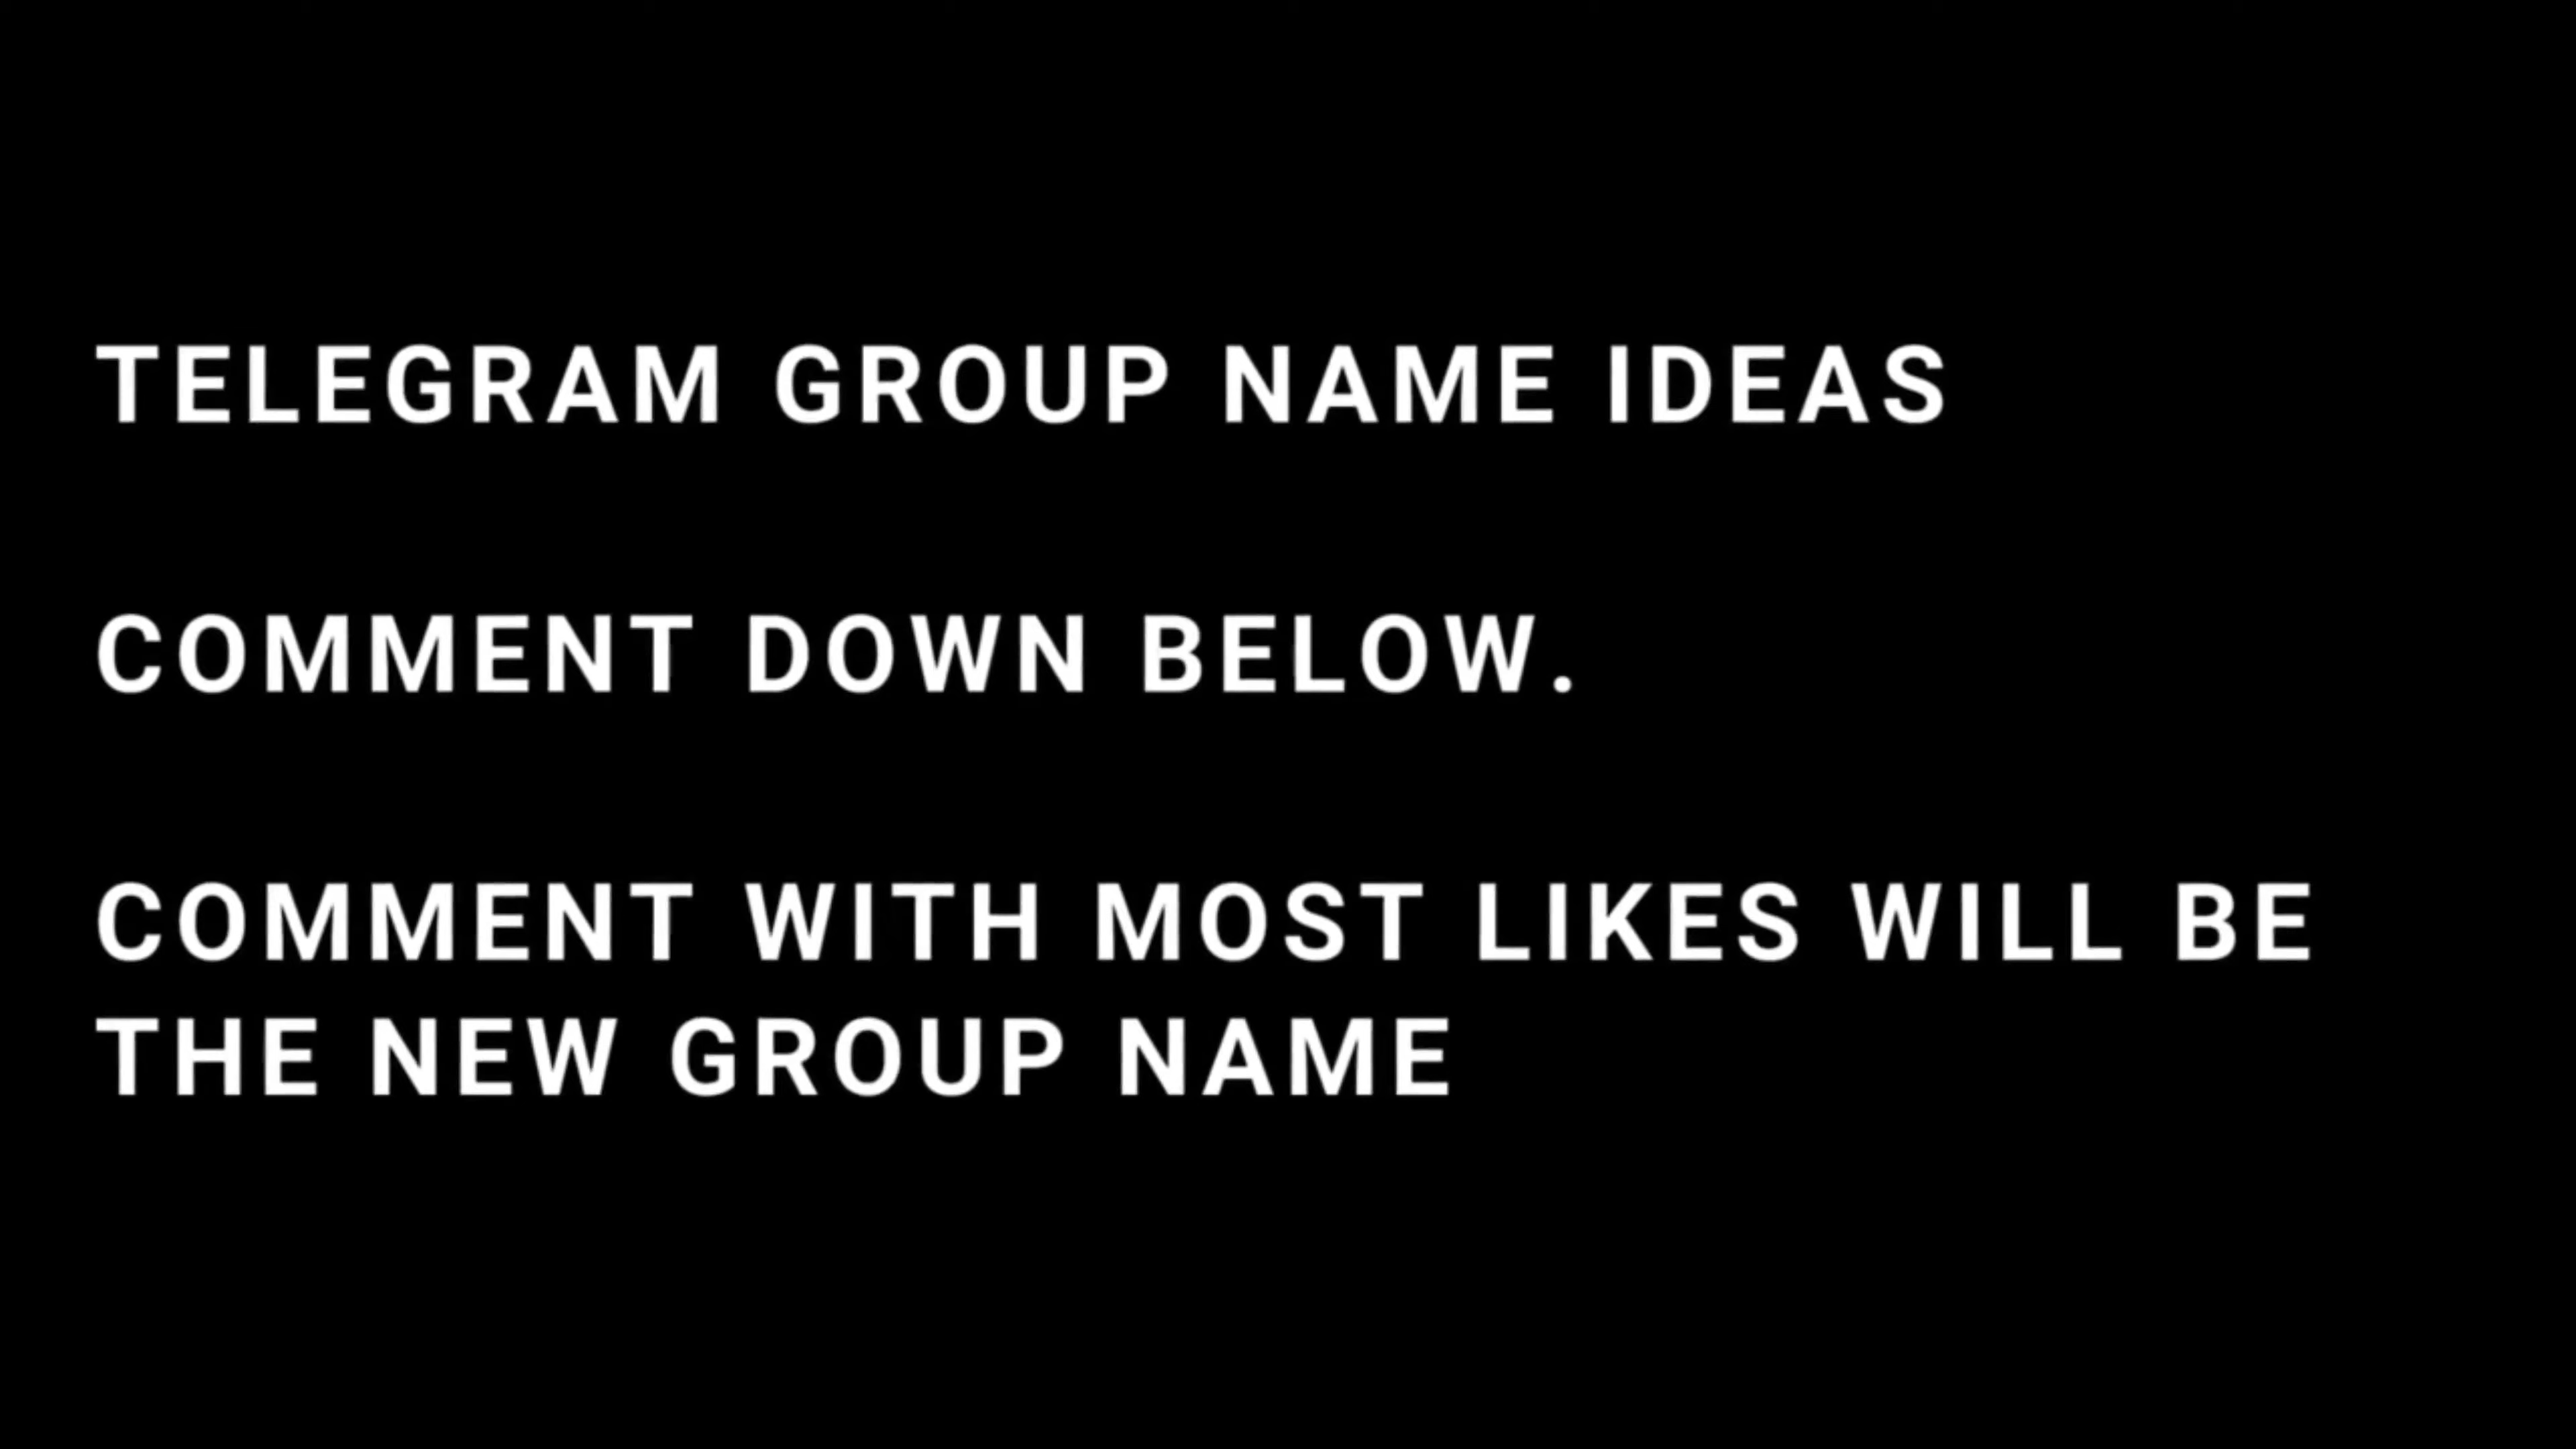 TELEGRAM GROUP NAME IDEAS
COMMENT DOWN BELOW.
COMMENT WITH MOST LIKES WILL BE
THE NEW GROUP NAME